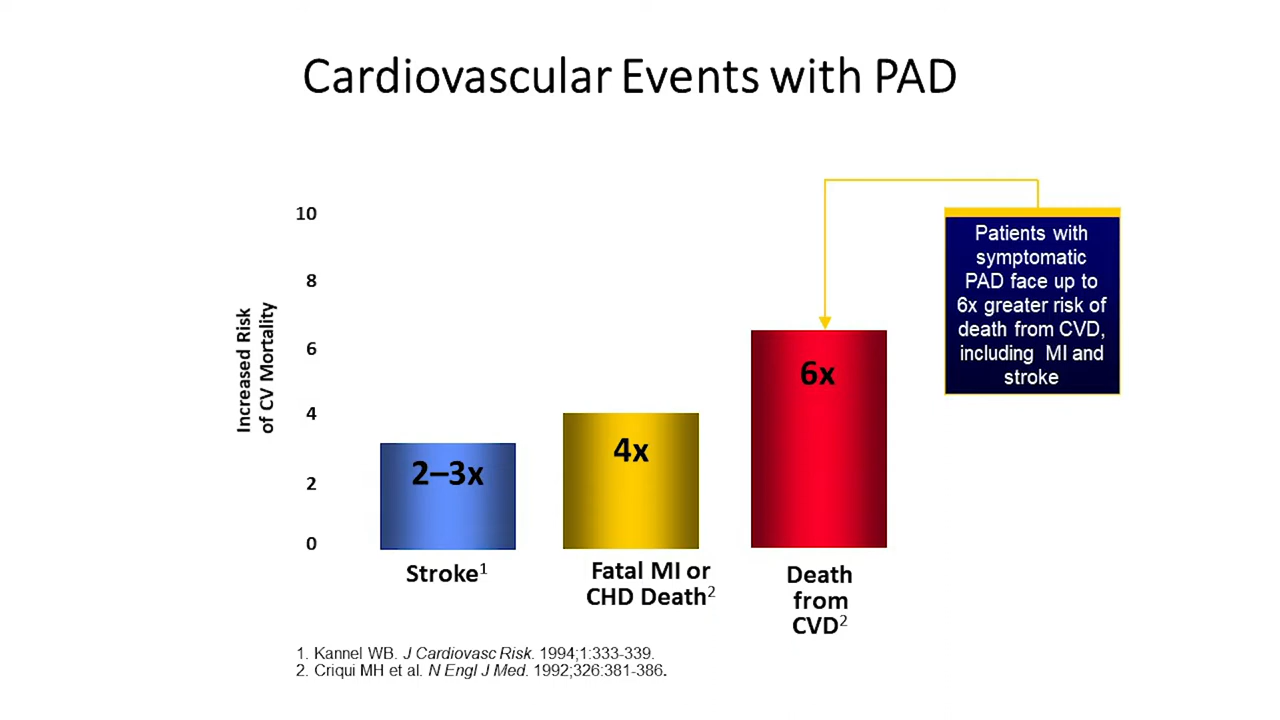 Cardiovascular Events with PAD
10
8
6
4
2
0
Increased Risk
of CV Mortality
2–3x
4x
6x
Patients with
symptomatic
PAD face up to
6x greater risk of
death from CVD,
including MI and
stroke
Stroke1
Fatal MI or
CHD Death2
Death
from
CVD2
1. Kannel WB. J Cardiovasc Risk. 1994;1:333-339.
2. Criqui MH et al. N Engl J Med. 1992;326:381-386.